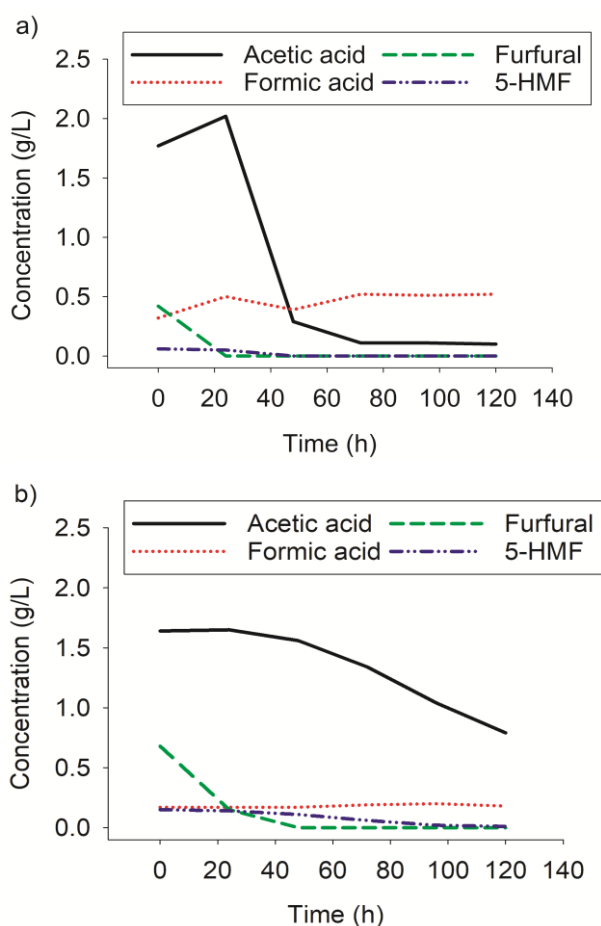 a)
Acetic acid Furfural
Formic acid 5-HMF
2.5
2.0
1.5
1.0
0.5
0.0
Concentration (g/L)
0 20 40 60 80 100 120 140
Time (h)
b)
Acetic acid Furfural
Formic acid 5-HMF
2.5
2.0
1.5
1.0
0.5
0.0
Concentration (g/L)
0 20 40 60 80 100 120 140
Time (h)